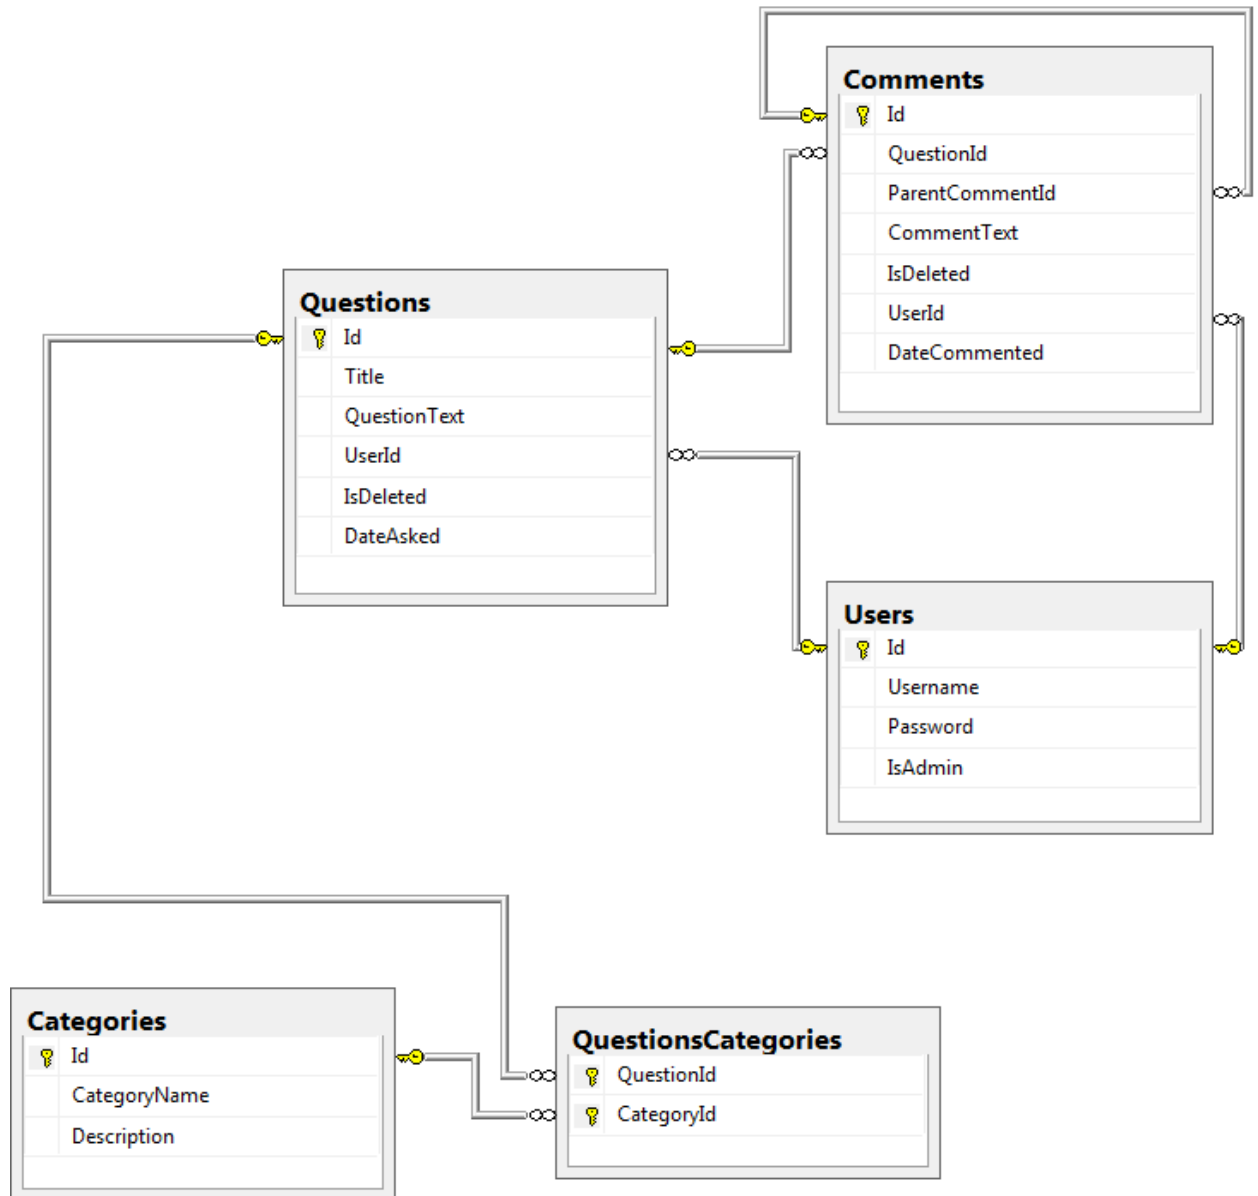 Comments
Id
QuestionId
ParentCommentId
CommentText
IsDeleted
UserId
DateCommented
Questions
Id
Title
QuestionText
UserId
IsDeleted
DateAsked
Users
Id
Username
Password
IsAdmin
Categories
Id
CategoryName
Description
QuestionsCategories
QuestionId
CategoryId